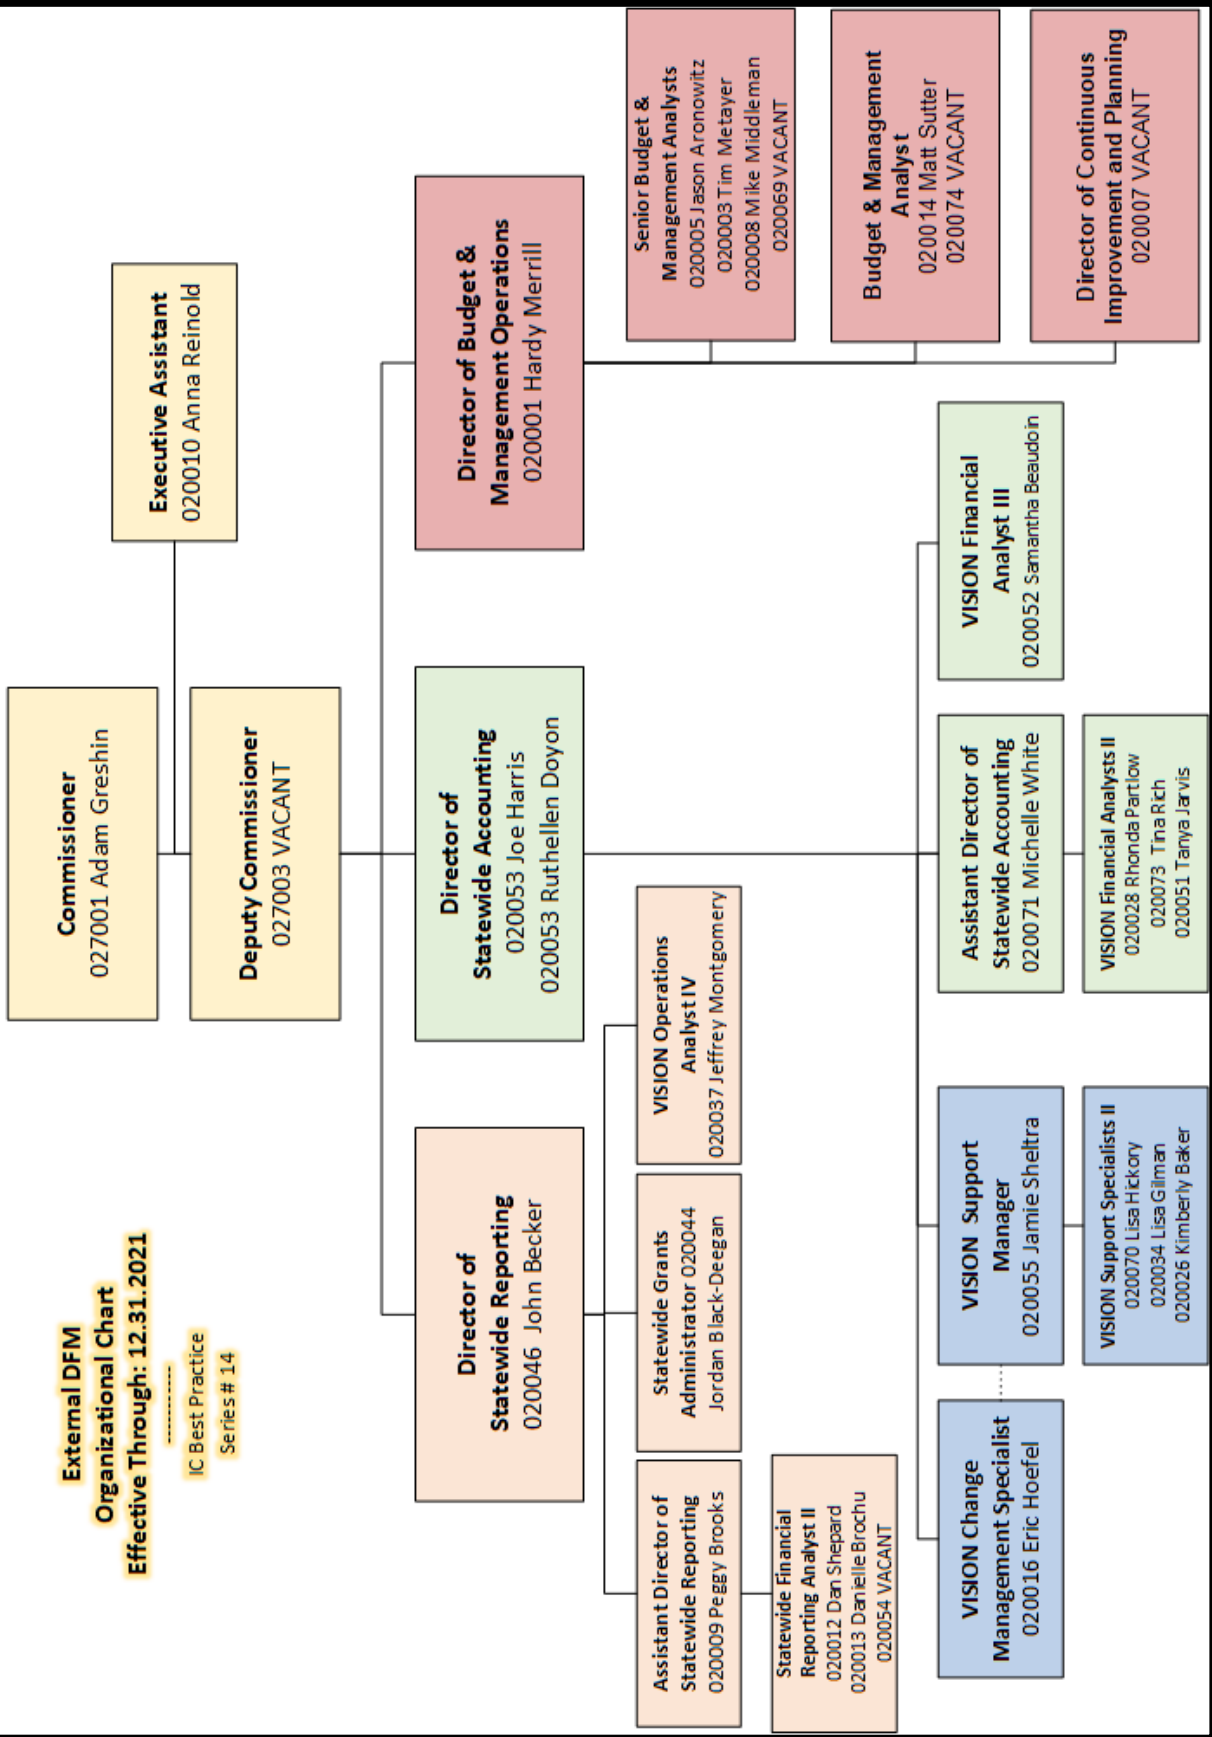 External DFM
Organizational Chart
Effective Through: 12.31.2021
-----------
IC Best Practice
Series # 14
Commissioner
027001 Adam Greshin
Executive Assistant
020010 Anna Reinold
Deputy Commissioner
027003 VACANT
Director of
Statewide Reporting
020046 John Becker
Director of
Statewide Accounting
020053 Joe Harris
020053 Ruthellen Doyon
Director of Budget &
Management Operations
020001 Hardy Merrill
Assistant Director of
Statewide Reporting
020009 Peggy Brooks
Statewide Grants
Administrator 020044
Jordan Black-Deegan
VISION Operations
Analyst IV
020037 Jeffrey Montgomery
Senior Budget &
Management Analysts
020005 Jason Aronowitz
020003 Tim Metayer
020008 Mike Middleman
020069 VACANT
Statewide Financial
Reporting Analyst II
020012 Dan Shepard
020013 Danielle Brochu
020054 VACANT
Budget & Management
Analyst
020014 Matt Sutter
020074 VACANT
VISION Change
Management Specialist
020016 Eric Hoefel
VISION Support
Manager
020055 Jamie Sheltra
Assistant Director of
Statewide Accounting
020071 Michelle White
VISION Financial
Analyst III
020052 Samantha Beaudoin
Director of Continuous
Improvement and Planning
020007 VACANT
VISION Support Specialists II
020070 Lisa Hickory
020034 Lisa Gilman
020026 Kimberly Baker
VISION Financial Analysts II
020028 Rhonda Partlow
020073 Tina Rich
020051 Tanya Jarvis